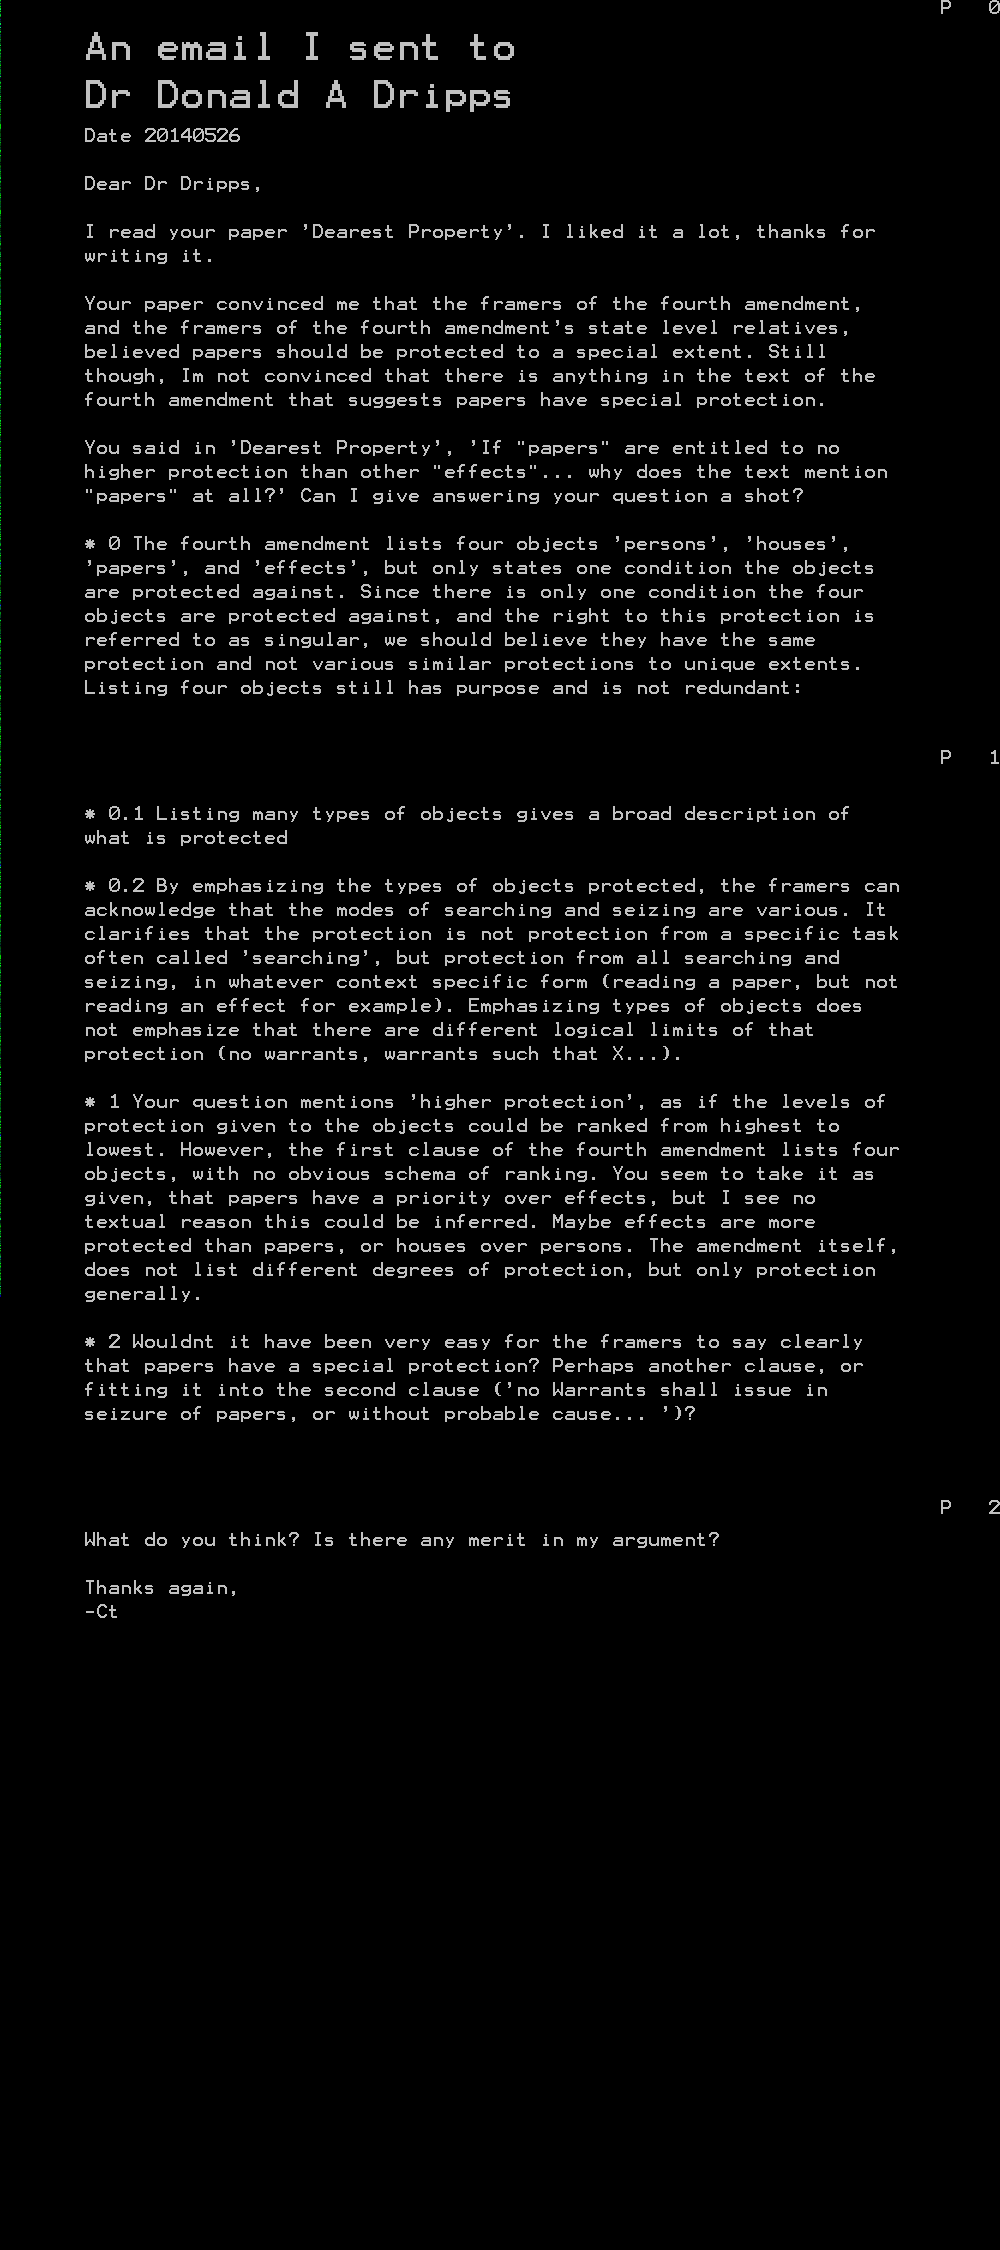 P 0
An email I sent to
Dr Donald A Dripps
Date 20140526
Dear Dr Dripps,
I read your paper 'Dearest Property'. I liked it a lot, thanks for
writing it.
Your paper convinced me that the framers of the fourth amendment,
and the framers of the fourth amendment's state level relatives,
believed papers should be protected to a special extent. Still
though, Im not convinced that there is anything in the text of the
fourth amendment that suggests papers have special protection.
You said in 'Dearest Property', 'If "papers" are entitled to no
higher protection than other "effects"... why does the text mention
"papers" at all?' Can I give answering your question a shot?
* 0 The fourth amendment lists four objects 'persons', 'houses',
'papers', and 'effects', but only states one condition the objects
are protected against. Since there is only one condition the four
objects are protected against, and the right to this protection is
referred to as singular, we should believe they have the same
protection and not various similar protections to unique extents.
Listing four objects still has purpose and is not redundant:
P 1
* 0.1 Listing many types of objects gives a broad description of
what is protected
* 0.2 By emphasizing the types of objects protected, the framers can
acknowledge that the modes of searching and seizing are various. It
clarifies that the protection is not protection from a specific task
often called 'searching', but protection from all searching and
seizing, in whatever context specific form (reading a paper, but not
reading an effect for example). Emphasizing types of objects does
not emphasize that there are different logical limits of that
protection (no warrants, warrants such that X...).
* 1 Your question mentions 'higher protection', as if the levels of
protection given to the objects could be ranked from highest to
lowest. However, the first clause of the fourth amendment lists four
objects, with no obvious schema of ranking. You seem to take it as
given, that papers have a priority over effects, but I see no
textual reason this could be inferred. Maybe effects are more
protected than papers, or houses over persons. The amendment itself,
does not list different degrees of protection, but only protection
generally.
* 2 Wouldnt it have been very easy for the framers to say clearly
that papers have a special protection? Perhaps another clause, or
fitting it into the second clause ('no Warrants shall issue in
seizure of papers, or without probable cause... ')?
P 2
What do you think? Is there any merit in my argument?
Thanks again,
-Ct